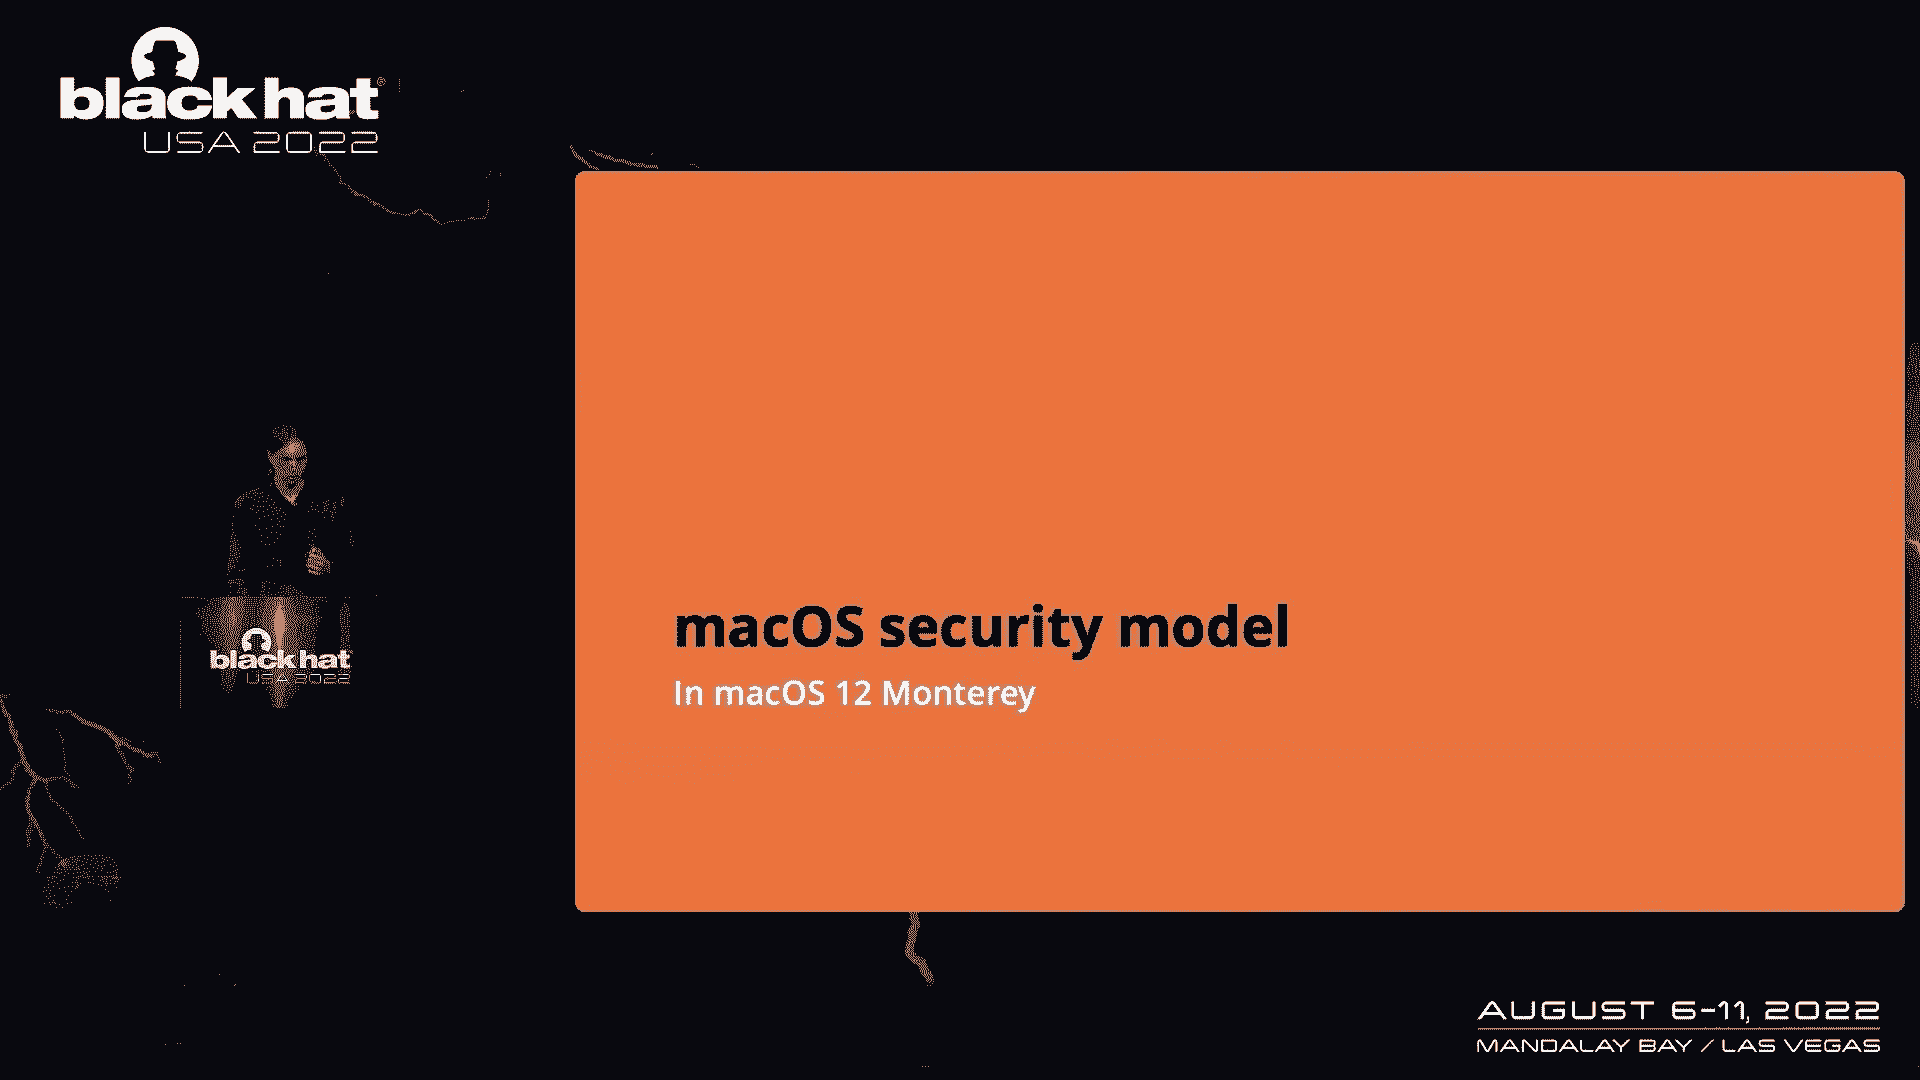 black hat®
USA 2022
macOS security model
In macOS 12 Monterey
black hat
USA 2022
AUGUST 6-11, 2022
MANDALAY BAY / LAS VEGAS